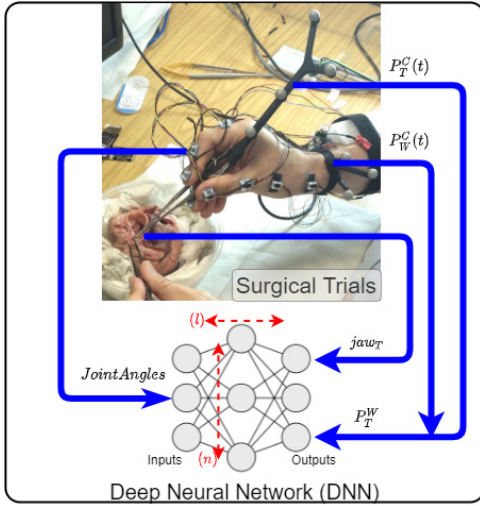 P_T^C(t)
P_W^C(t)
Surgical Trials
(l)
jaw_T
JointAngles
P_T^W
Inputs
(n)
Outputs
Deep Neural Network (DNN)